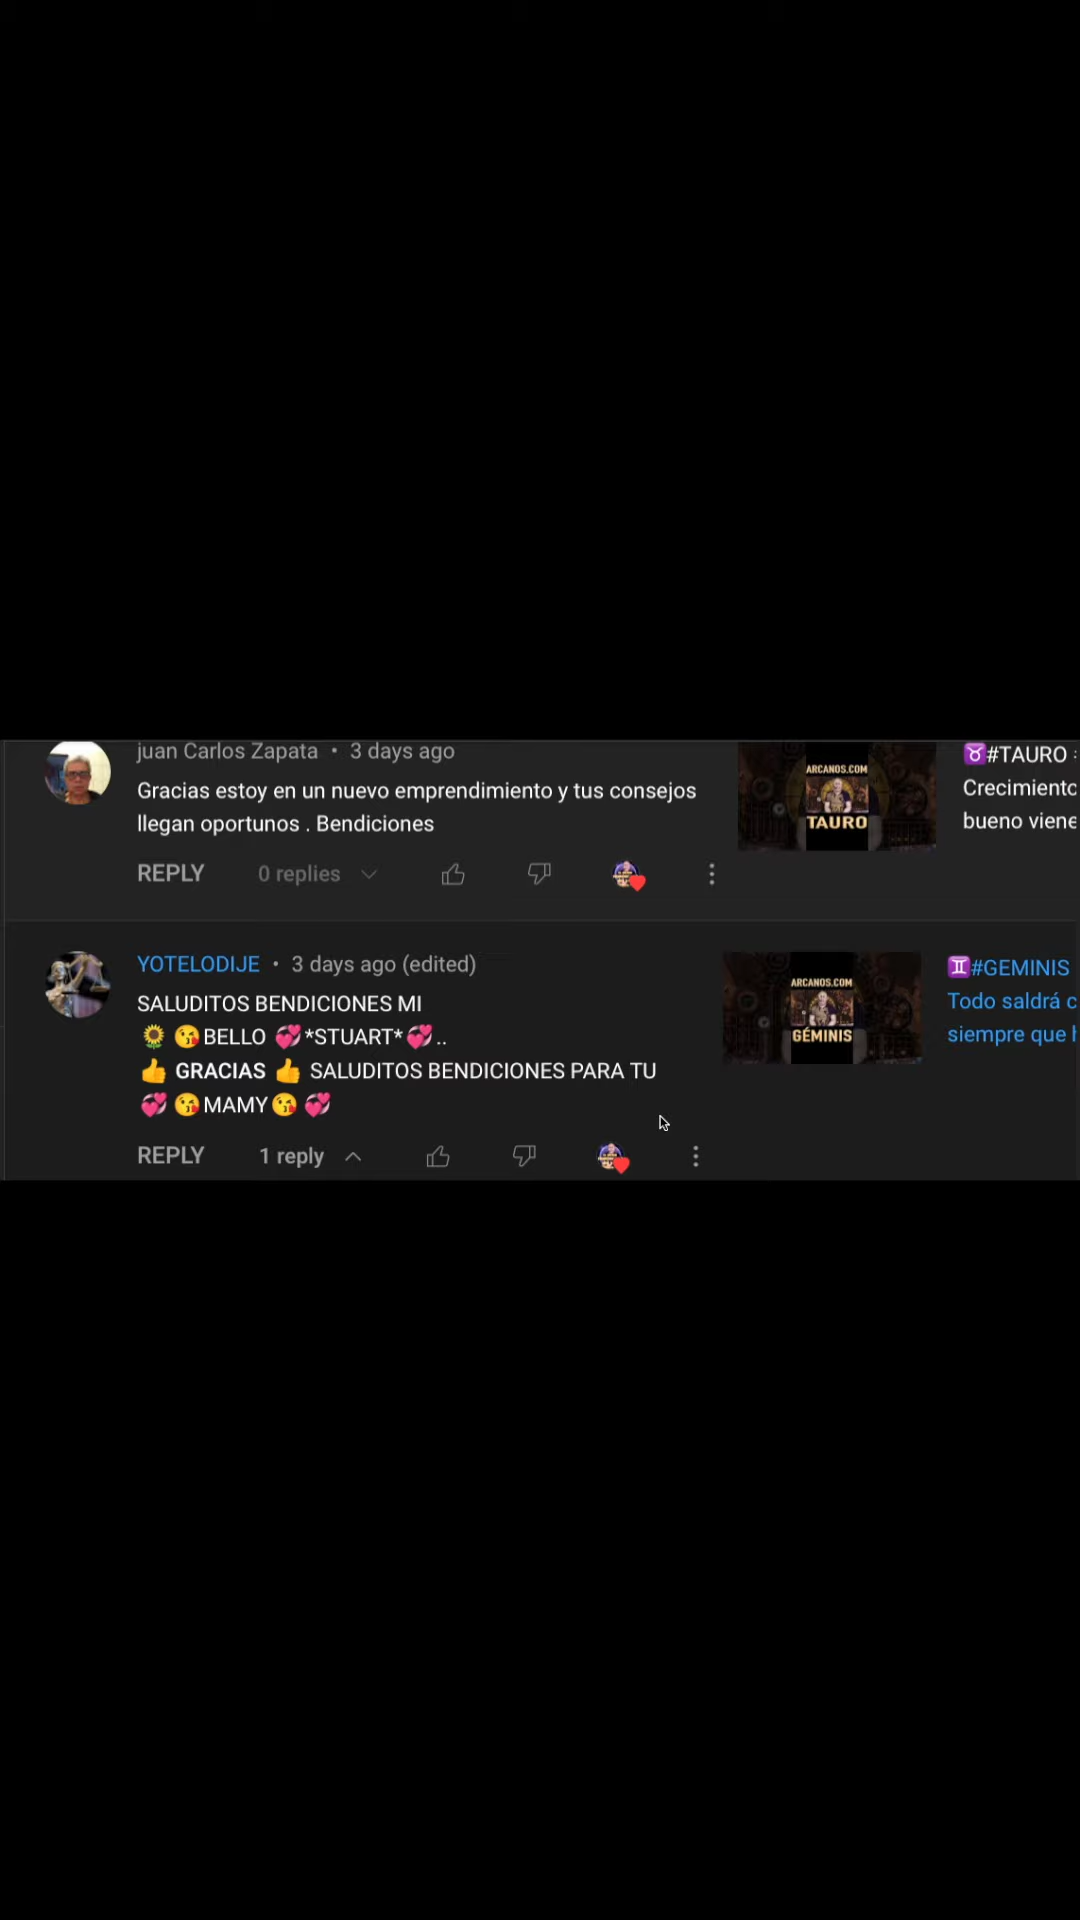 juan Carlos Zapata • 3 days ago
Gracias estoy en un nuevo emprendimiento y tus consejos
llegan oportunos . Bendiciones
REPLY 0 replies
ARCANOS.COM
TAURO
♉#TAURO
Crecimiento
bueno viene
YOTELODIJE • 3 days ago (edited)
SALUDITOS BENDICIONES MI
🌻 😘BELLO 💞*STUART*💞..
👍 GRACIAS 👍 SALUDITOS BENDICIONES PARA TU
💞 😘MAMY😘 💞
REPLY 1 reply
ARCANOS.COM
GÉMINIS
♊#GEMINIS
Todo saldrá c
siempre que h